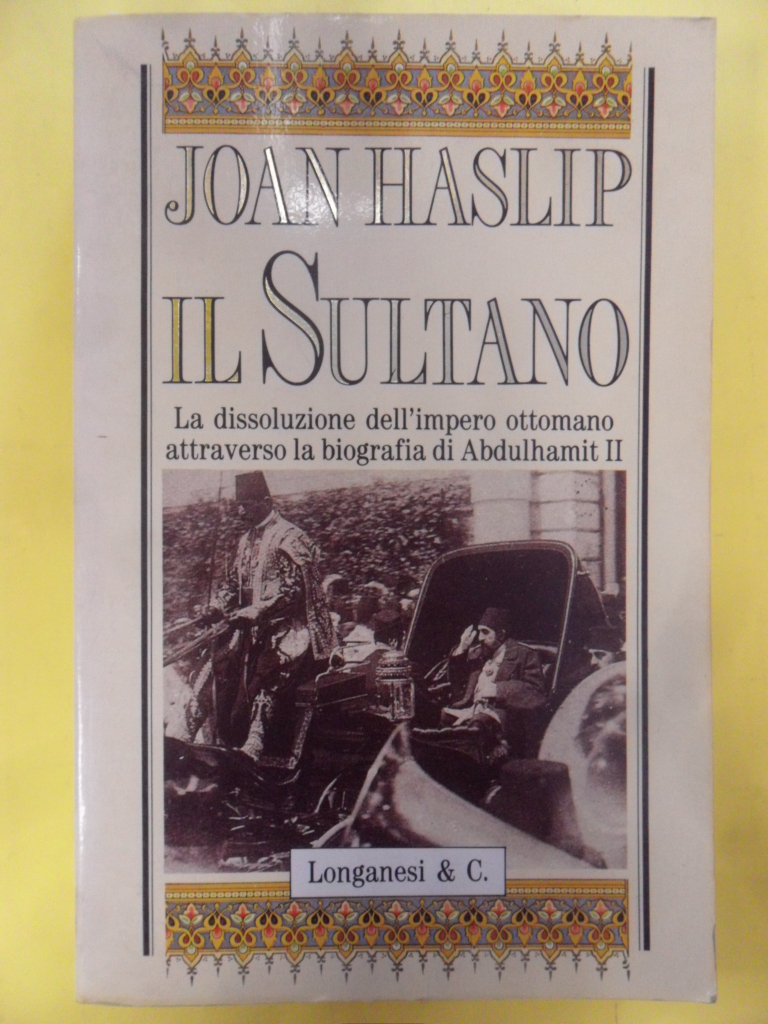 JOAN HASLIP
IL SULTANO
La dissoluzione dell'impero ottomano
attraverso la biografia di Abdulhamit II
Longanesi & C.